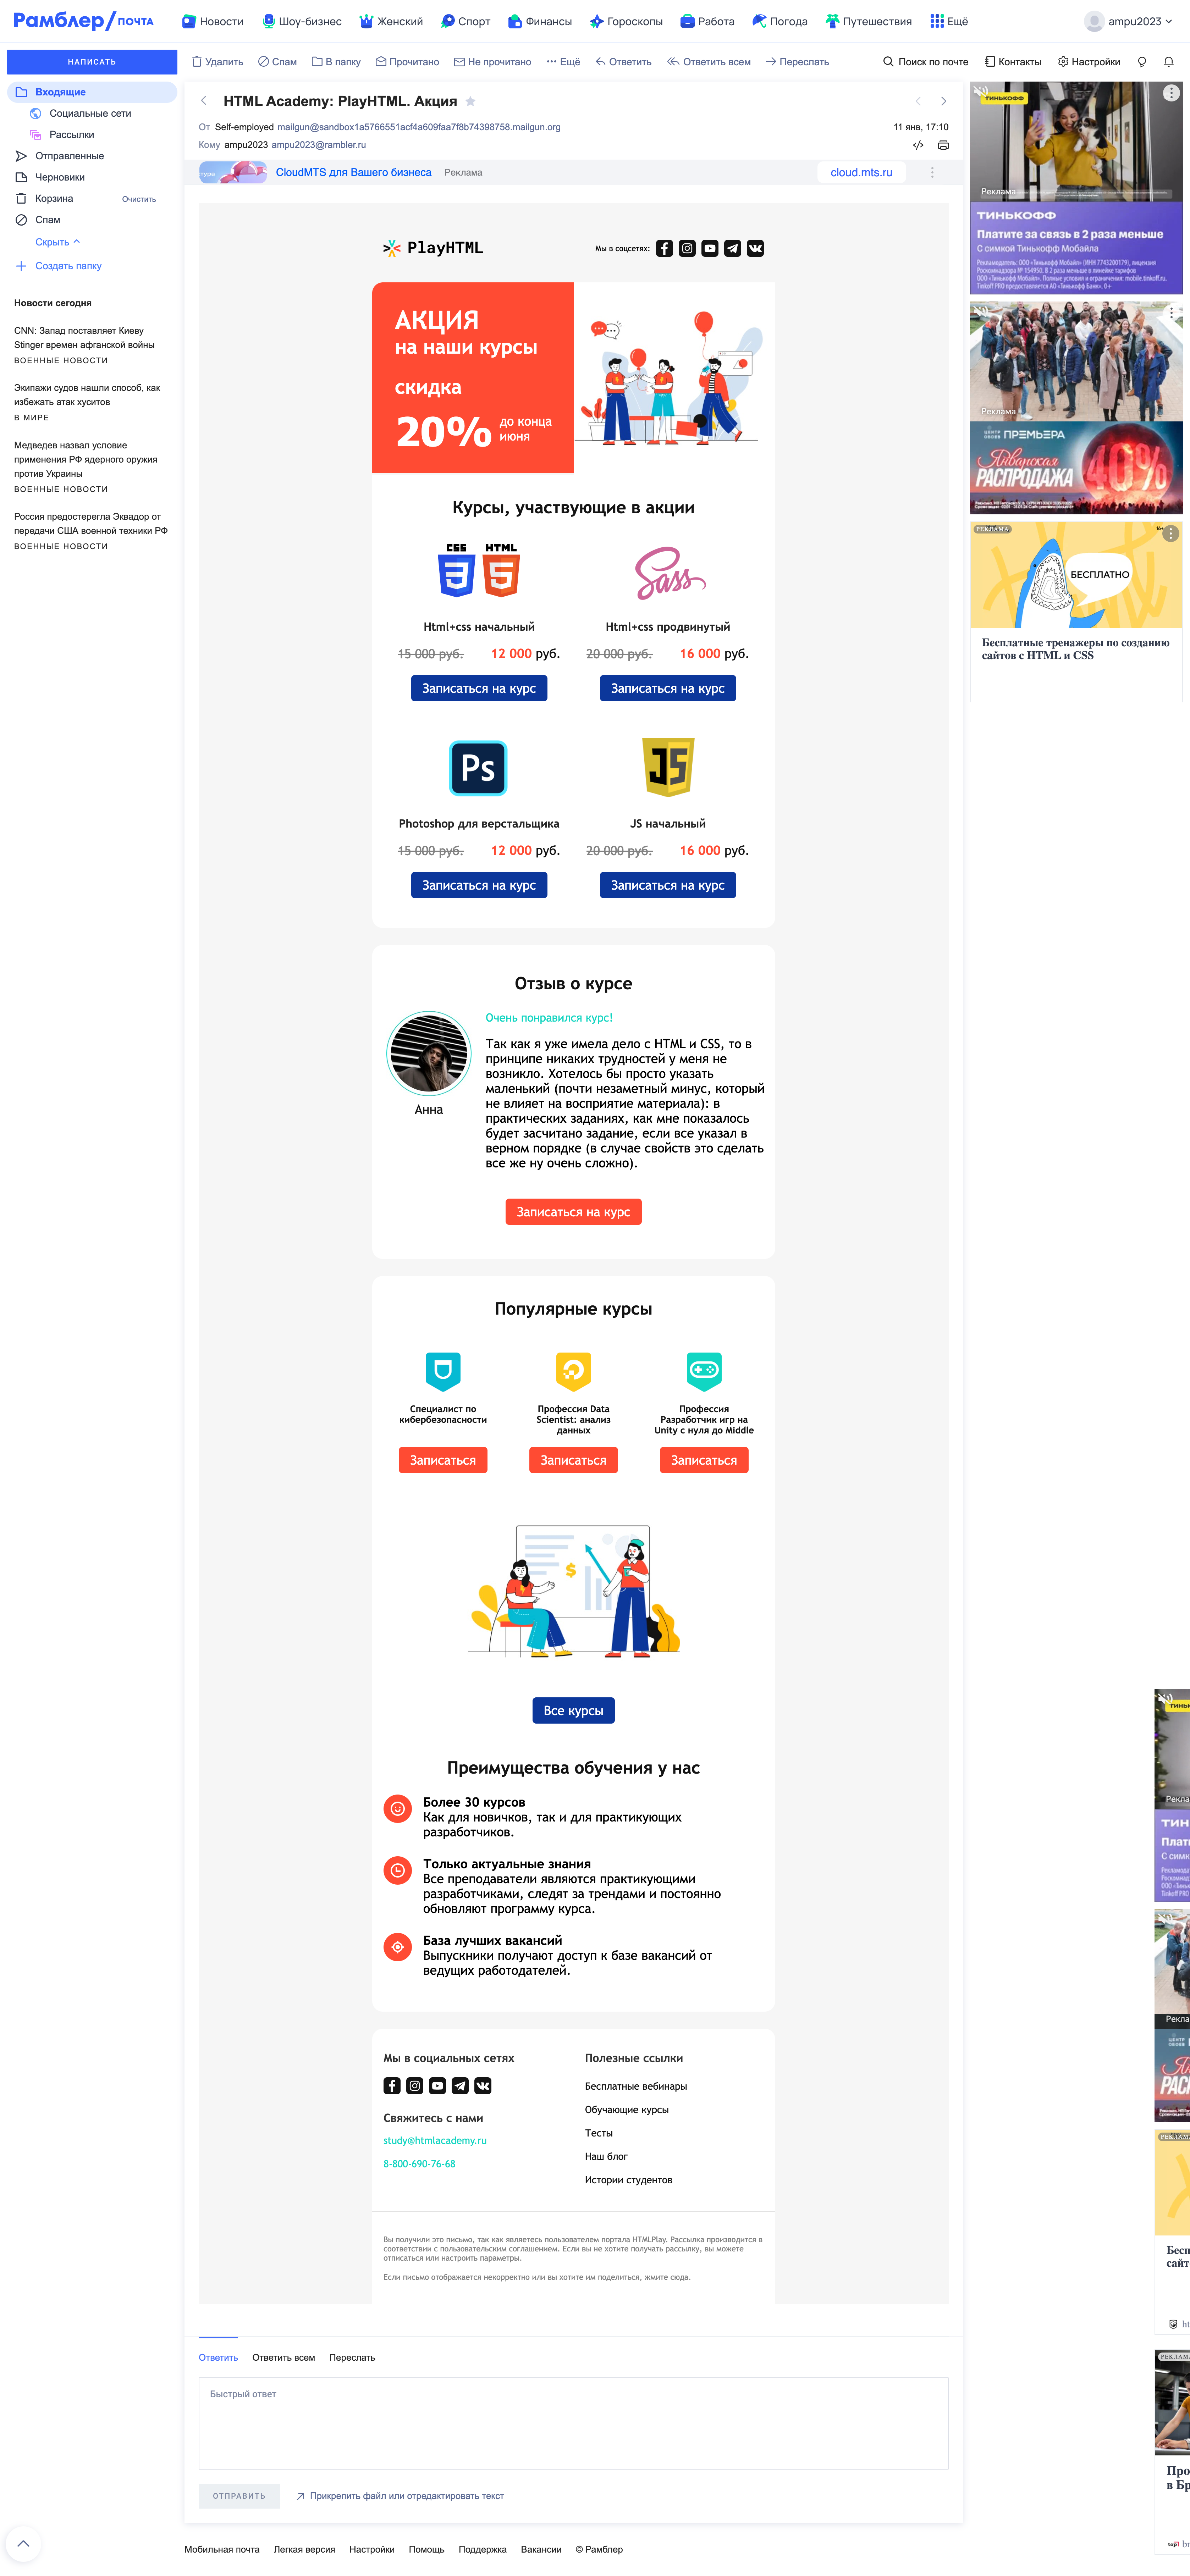 Рамблер/почта
Новости
Шоу-бизнес
Женский
Спорт
Финансы
Гороскопы
Работа
Погода
Путешествия
Ещё
ampu2023
НАПИСАТЬ
Удалить
Спам
В папку
Прочитано
Не прочитано
Ещё
Ответить
Ответить всем
Переслать
Поиск по почте
Контакты
Настройки
Входящие
Социальные сети
Рассылки
Отправленные
Черновики
Корзина
Очистить
Спам
Скрыть
Создать папку
Новости сегодня
CNN: Запад поставляет Киеву
Stinger времен афганской войны
ВОЕННЫЕ НОВОСТИ
Экипажи судов нашли способ, как
избежать атак хуситов
В МИРЕ
Медведев назвал условие
применения РФ ядерного оружия
против Украины
ВОЕННЫЕ НОВОСТИ
Россия предостерегла Эквадор от
передачи США военной техники РФ
ВОЕННЫЕ НОВОСТИ
HTML Academy: PlayHTML. Акция
От Self-employed mailgun@sandbox1a5766551acf4a609faa7f8b74398758.mailgun.org
11 янв, 17:10
Кому ampu2023 ampu2023@rambler.ru
CloudMTS для Вашего бизнеса
Реклама
cloud.mts.ru
PlayHTML
Мы в соцсетях:
АКЦИЯ
на наши курсы
скидка
20% до конца
июня
Курсы, участвующие в акции
CSS HTML
Sass
Html+css начальный
Html+css продвинутый
15 000 руб. 12 000 руб.
20 000 руб. 16 000 руб.
Записаться на курс
Записаться на курс
Ps
JS
Photoshop для верстальщика
JS начальный
15 000 руб. 12 000 руб.
20 000 руб. 16 000 руб.
Записаться на курс
Записаться на курс
Отзыв о курсе
Анна
Очень понравился курс!
Так как я уже имела дело с HTML и CSS, то в
принципе никаких трудностей у меня не
возникло. Хотелось бы просто указать
маленький (почти незаметный минус, который
не влияет на восприятие материала): в
практических заданиях, как мне показалось
будет засчитано задание, если все указал в
верном порядке (в случае свойств это сделать
все же ну очень сложно).
Записаться на курс
Популярные курсы
Специалист по
кибербезопасности
Профессия Data
Scientist: анализ
данных
Профессия
Разработчик игр на
Unity с нуля до Middle
Записаться
Записаться
Записаться
Все курсы
Преимущества обучения у нас
Более 30 курсов
Как для новичков, так и для практикующих
разработчиков.
Только актуальные знания
Все преподаватели являются практикующими
разработчиками, следят за трендами и постоянно
обновляют программу курса.
База лучших вакансий
Выпускники получают доступ к базе вакансий от
ведущих работодателей.
Мы в социальных сетях
Свяжитесь с нами
study@htmlacademy.ru
8-800-690-76-68
Полезные ссылки
Бесплатные вебинары
Обучающие курсы
Тесты
Наш блог
Истории студентов
Вы получили это письмо, так как являетесь пользователем портала HTMLPlay. Рассылка производится в
соответствии с пользовательским соглашением. Если вы не хотите получать рассылку, вы можете
отписаться или настроить параметры.
Если письмо отображается некорректно или вы хотите им поделиться, жмите сюда.
Ответить
Ответить всем
Переслать
Быстрый ответ
ОТПРАВИТЬ
Прикрепить файл или отредактировать текст
Мобильная почта
Легкая версия
Настройки
Помощь
Поддержка
Вакансии
© Рамблер
ТИНЬКОФФ
Реклама
ТИНЬКОФФ
Платите за связь в 2 раза меньше
С симкой Тинькофф Мобайла
Реклама
ЦЕНТР ОБОЕВ ПРЕМЬЕРА
Январская
РАСПРОДАЖА
40%
РЕКЛАМА
БЕСПЛАТНО
Бесплатные тренажеры по созданию
сайтов с HTML и CSS